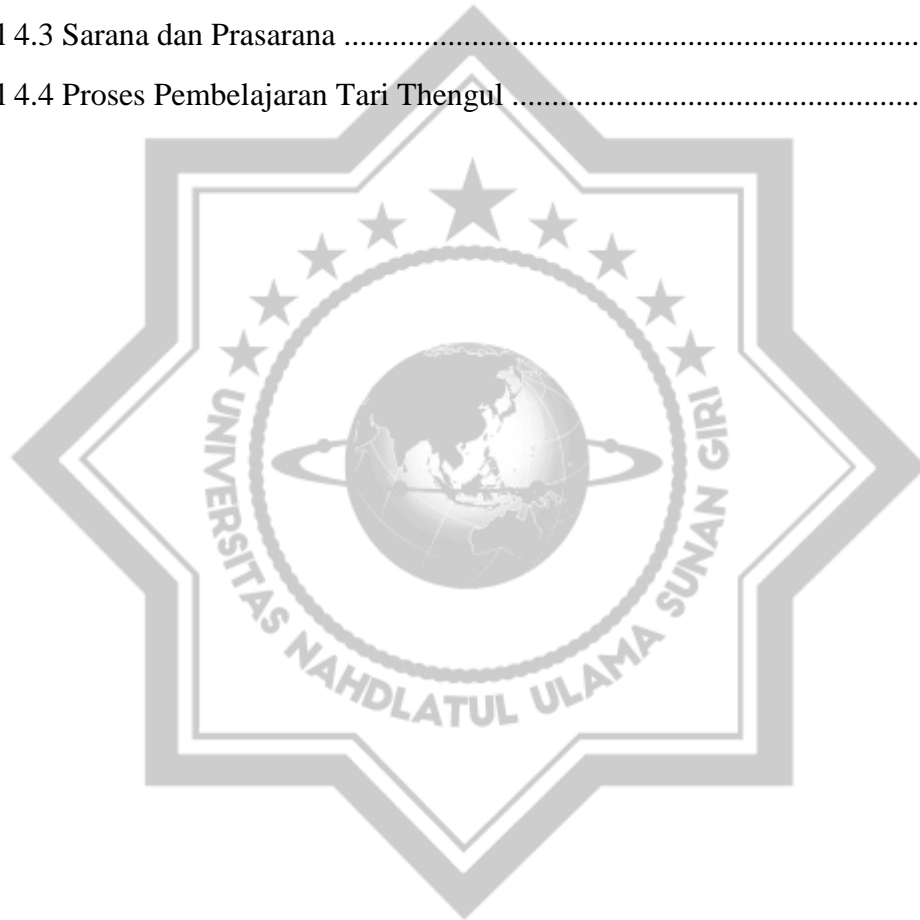 l 4.3 Sarana dan Prasarana ........................................................................
l 4.4 Proses Pembelajaran Tari Thengul ...................................................
UNIVERSITAS NAHDLATUL ULAMA SUNAN GIRI